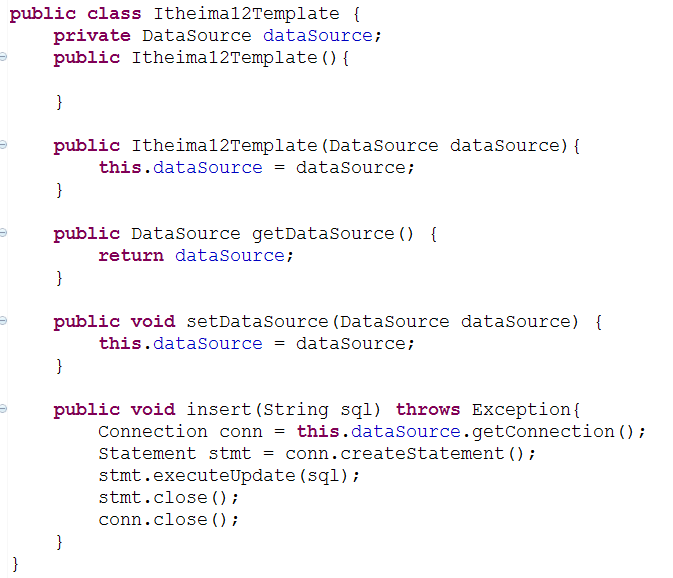 public class Itheima12Template {
    private DataSource dataSource;
    public Itheima12Template(){
    }
    public Itheima12Template(DataSource dataSource){
        this.dataSource = dataSource;
    }
    public DataSource getDataSource() {
        return dataSource;
    }
    public void setDataSource(DataSource dataSource) {
        this.dataSource = dataSource;
    }
    public void insert(String sql) throws Exception{
        Connection conn = this.dataSource.getConnection();
        Statement stmt = conn.createStatement();
        stmt.executeUpdate(sql);
        stmt.close();
        conn.close();
    }
}